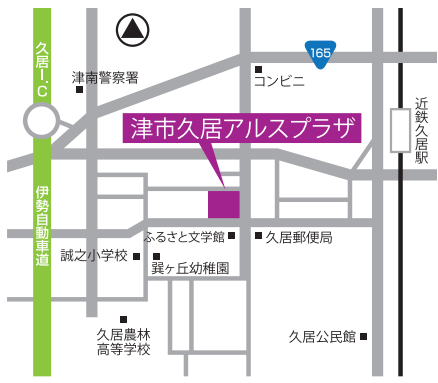 久居I.C
津南警察署
165
コンビニ
近鉄久居駅
津市久居アルスプラザ
伊勢自動車道
ふるさと文学館
久居郵便局
誠之小学校
巽ヶ丘幼稚園
久居農林
高等学校
久居公民館